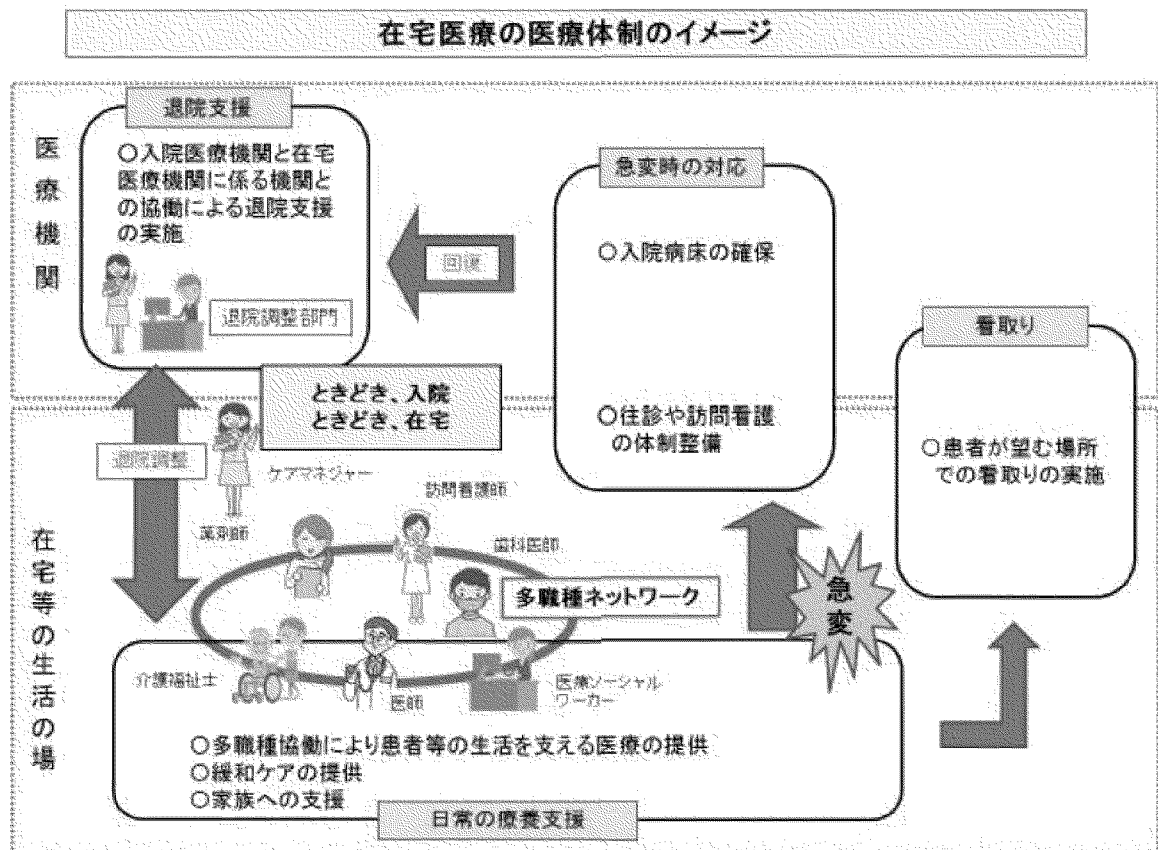 在宅医療の医療体制のイメージ
医療機関
退院支援
○入院医療機関と在宅
医療機関に係る機関と
の協働による退院支援
の実施
退院調整部門
回復
急変時の対応
○入院病床の確保
○往診や訪問看護
の体制整備
看取り
○患者が望む場所
での看取りの実施
ときどき、入院
ときどき、在宅
退院調整
在宅等の生活の場
ケアマネジャー
訪問看護師
薬剤師
歯科医師
多職種ネットワーク
急変
介護福祉士
医師
医療ソーシャル
ワーカー
○多職種協働により患者等の生活を支える医療の提供
○緩和ケアの提供
○家族への支援
日常の療養支援